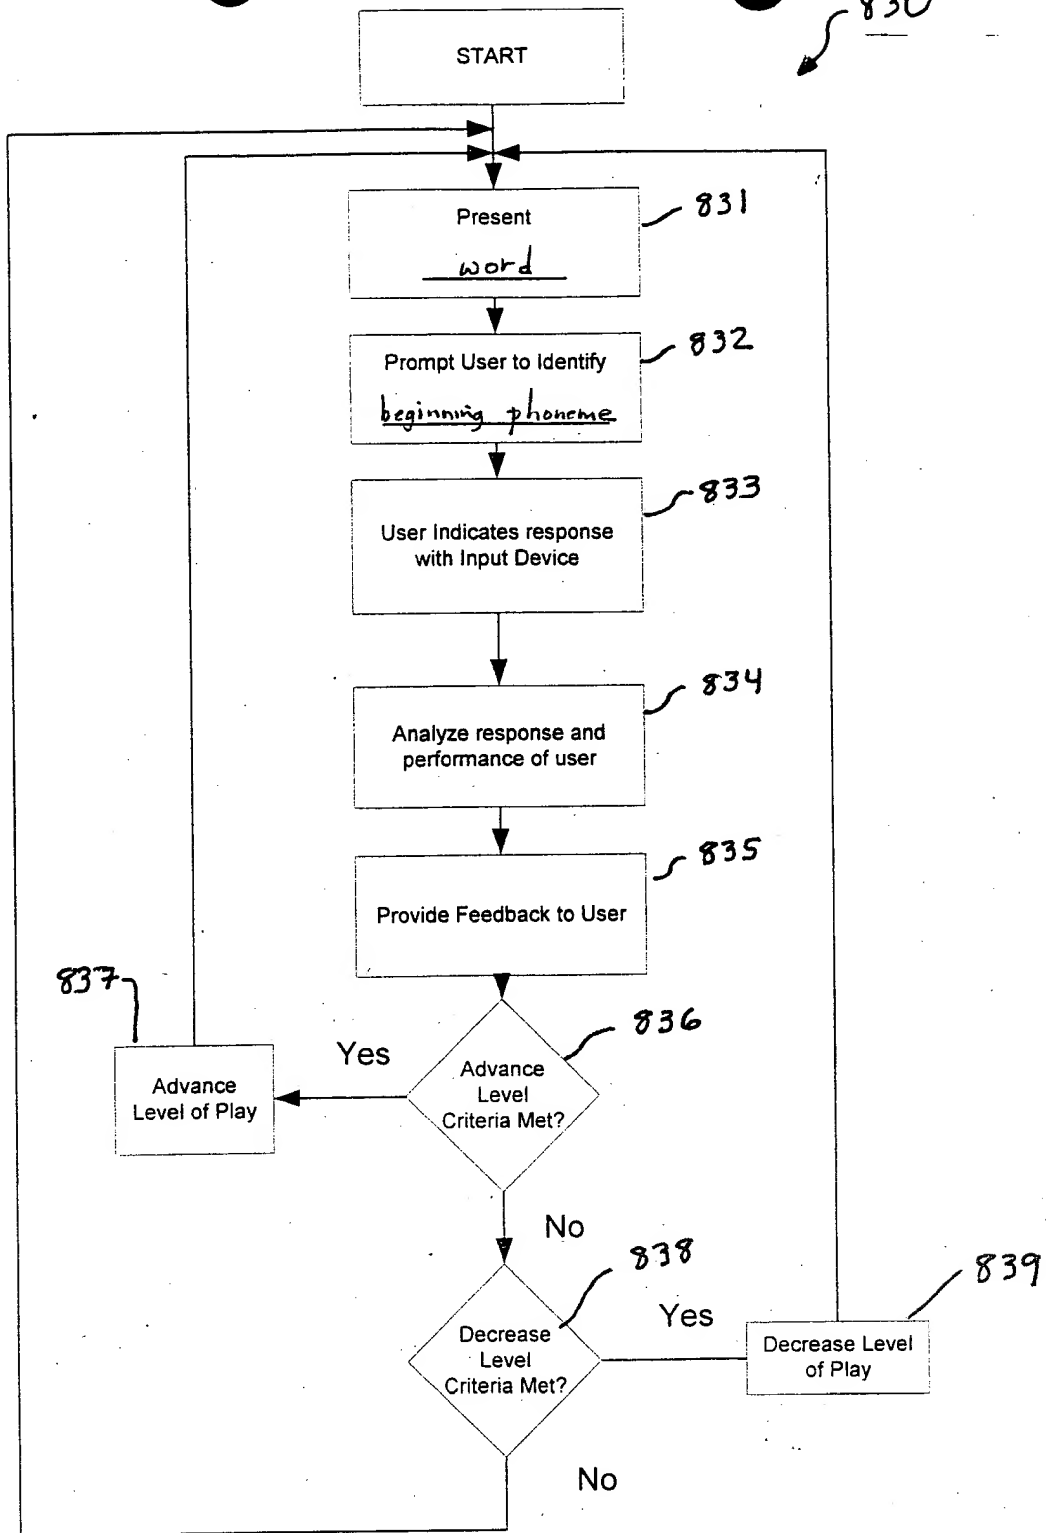 830
START
Present
word
831
Prompt User to Identify
beginning phoneme
832
User Indicates response
with Input Device
833
Analyze response and
performance of user
834
Provide Feedback to User
835
837
836
Yes
Advance
Level
Criteria Met?
Advance
Level of Play
No
838
839
Yes
Decrease
Level
Criteria Met?
Decrease Level
of Play
No